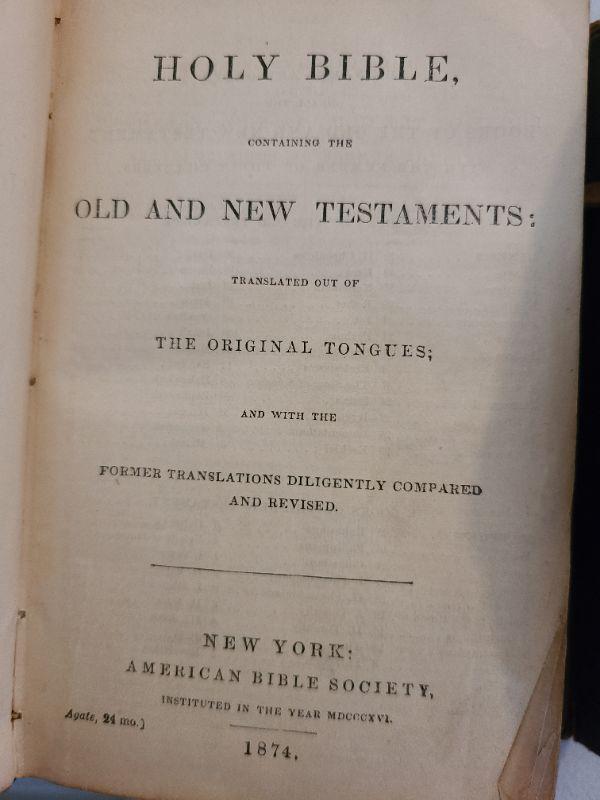 HOLY BIBLE,
CONTAINING THE
OLD AND NEW TESTAMENTS:
TRANSLATED OUT OF
THE ORIGINAL TONGUES;
AND WITH THE
FORMER TRANSLATIONS DILIGENTLY COMPARED
AND REVISED.
NEW YORK:
AMERICAN BIBLE SOCIETY,
INSTITUTED IN THE YEAR MDCCCXVI.
Agate, 24 mo.)
1874.